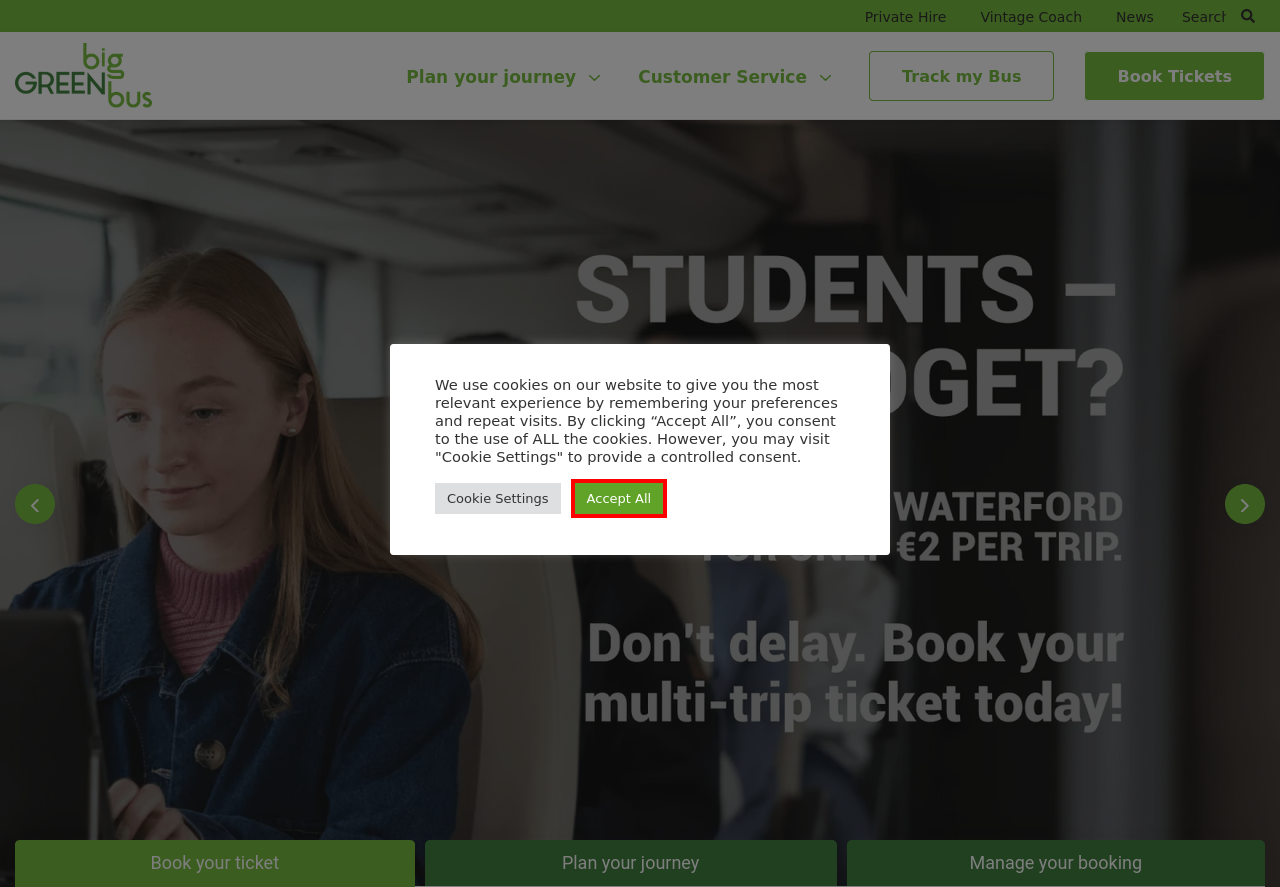 Private Hire
Vintage Coach
News
Search
big
GREEN
bus
Plan your journey
Customer Service
Track my Bus
Book Tickets
STUDENTS –
DGET?
We use cookies on our website to give you the most
relevant experience by remembering your preferences
and repeat visits. By clicking “Accept All”, you consent
to the use of ALL the cookies. However, you may visit
"Cookie Settings" to provide a controlled consent.
Cookie Settings
Accept All
WATERFORD
FOR ONLY €2 PER TRIP.
Don't delay. Book your
multi-trip ticket today!
Book your ticket
Plan your journey
Manage your booking